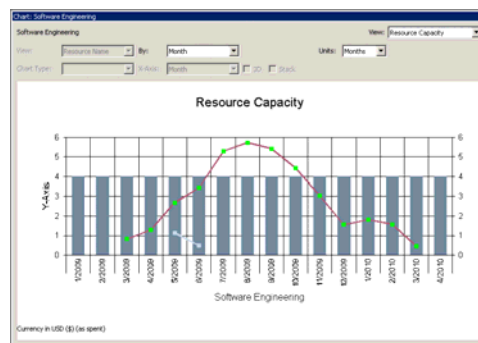 Chart: Software Engineering
Software Engineering
View: Resource Capacity
View: Resource Name By: Month Units: Months
Chart Type: X-Axis: Month 3D Stack
Resource Capacity
6 6
5 5
4 4
3 3
2 2
1 1
0 0
Y-Axis
1/2009 2/2009 3/2009 4/2009 5/2009 6/2009 7/2009 8/2009 9/2009 10/2009 11/2009 12/2009 1/2010 2/2010 3/2010 4/2010
Software Engineering
Currency in USD ($) (as spent)